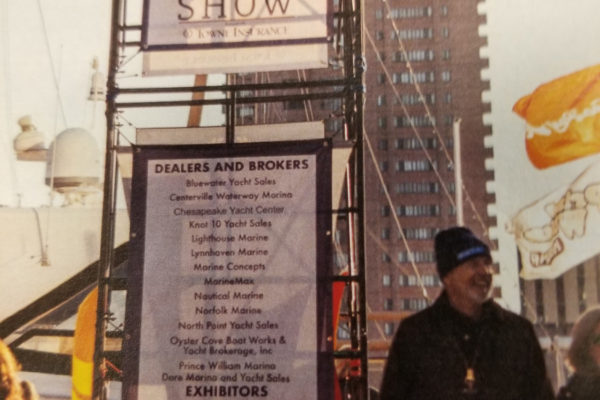 SHOW
© TOWNE INSURANCE
DEALERS AND BROKERS
Bluewater Yacht Sales
Centerville Waterway Marina
Chesapeake Yacht Center
Knot 10 Yacht Sales
Lighthouse Marine
Lynnhaven Marine
Marine Concepts
MarineMax
Nautical Marine
Norfolk Marine
North Point Yacht Sales
Oyster Cove Boat Works &
Yacht Brokerage, Inc
Prince William Marina
Dare Marina and Yacht Sales
EXHIBITORS